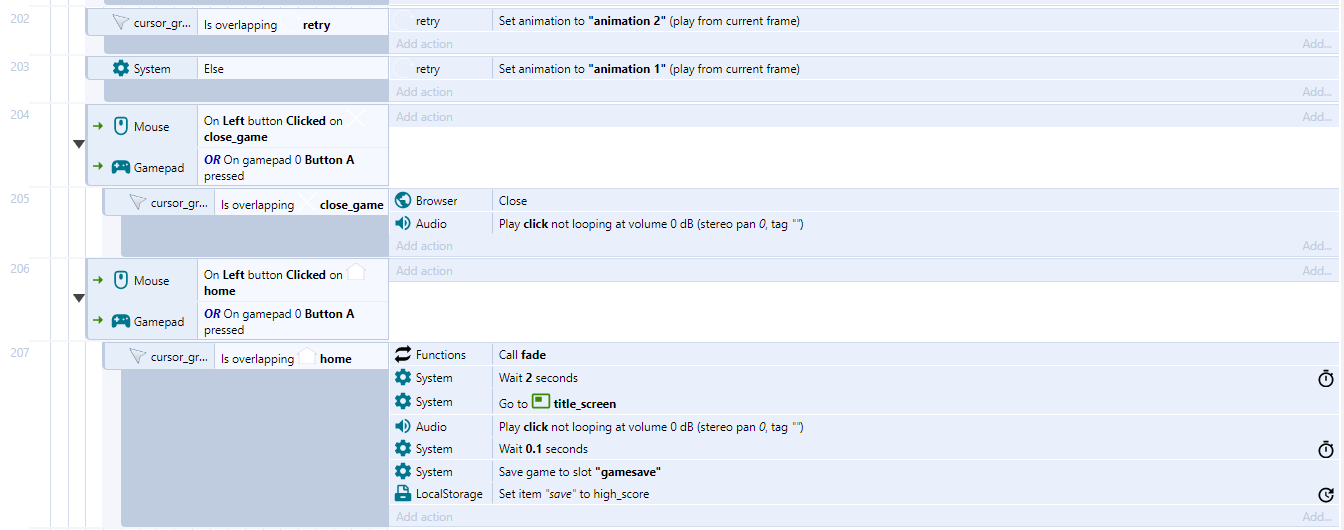 202
cursor_gr... Is overlapping retry
retry Set animation to "animation 2" (play from current frame)
Add action Add...
203
System Else
retry Set animation to "animation 1" (play from current frame)
Add action Add...
204
Mouse On Left button Clicked on
close_game
Gamepad OR On gamepad 0 Button A
pressed
Add action Add...
205
cursor_gr... Is overlapping close_game
Browser Close
Audio Play click not looping at volume 0 dB (stereo pan 0, tag "")
Add action Add...
206
Mouse On Left button Clicked on
home
Gamepad OR On gamepad 0 Button A
pressed
Add action Add...
207
cursor_gr... Is overlapping home
Functions Call fade
System Wait 2 seconds
System Go to title_screen
Audio Play click not looping at volume 0 dB (stereo pan 0, tag "")
System Wait 0.1 seconds
System Save game to slot "gamesave"
LocalStorage Set item "save" to high_score
Add action Add...